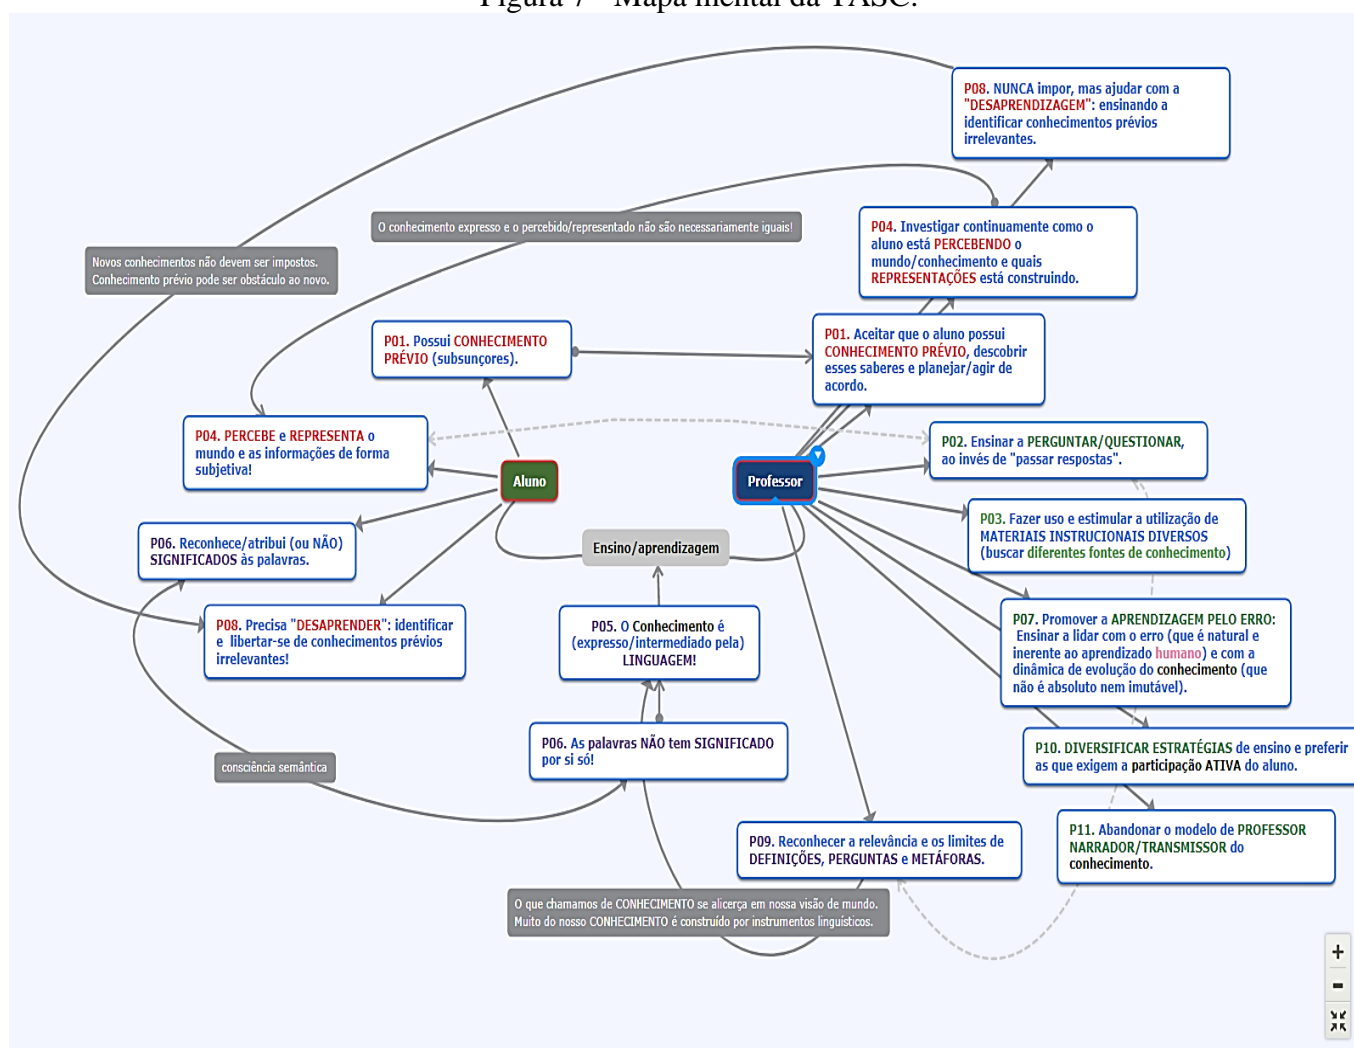 Figura 7 - Mapa mental da TASC.
P08. NUNCA impor, mas ajudar com a
"DESAPRENDIZAGEM": ensinando a
identificar conhecimentos prévios
irrelevantes.
O conhecimento expresso e o percebido/representado não são necessariamente iguais!
P04. Investigar continuamente como o
aluno está PERCEBENDO o
mundo/conhecimento e quais
REPRESENTAÇÕES está construindo.
Novos conhecimentos não devem ser impostos.
Conhecimento prévio pode ser obstáculo ao novo.
P01. Possui CONHECIMENTO
PRÉVIO (subsunçores).
P01. Aceitar que o aluno possui
CONHECIMENTO PRÉVIO, descobrir
esses saberes e planejar/agir de
acordo.
P04. PERCEBE e REPRESENTA o
mundo e as informações de forma
subjetiva!
P02. Ensinar a PERGUNTAR/QUESTIONAR,
ao invés de "passar respostas".
Aluno
Professor
P03. Fazer uso e estimular a utilização de
MATERIAIS INSTRUCIONAIS DIVERSOS
(buscar diferentes fontes de conhecimento)
P06. Reconhece/atribui (ou NÃO)
SIGNIFICADOS às palavras.
Ensino/aprendizagem
P08. Precisa "DESAPRENDER": identificar
e libertar-se de conhecimentos prévios
irrelevantes!
P05. O Conhecimento é
(expresso/intermediado pela)
LINGUAGEM!
P07. Promover a APRENDIZAGEM PELO ERRO:
Ensinar a lidar com o erro (que é natural e
inerente ao aprendizado humano) e com a
dinâmica de evolução do conhecimento (que
não é absoluto nem imutável).
P06. As palavras NÃO tem SIGNIFICADO
por si só!
P10. DIVERSIFICAR ESTRATÉGIAS de ensino e preferir
as que exigem a participação ATIVA do aluno.
consciência semântica
P09. Reconhecer a relevância e os limites de
DEFINIÇÕES, PERGUNTAS e METÁFORAS.
P11. Abandonar o modelo de PROFESSOR
NARRADOR/TRANSMISSOR do
conhecimento.
O que chamamos de CONHECIMENTO se alicerça em nossa visão de mundo.
Muito do nosso CONHECIMENTO é construído por instrumentos linguísticos.